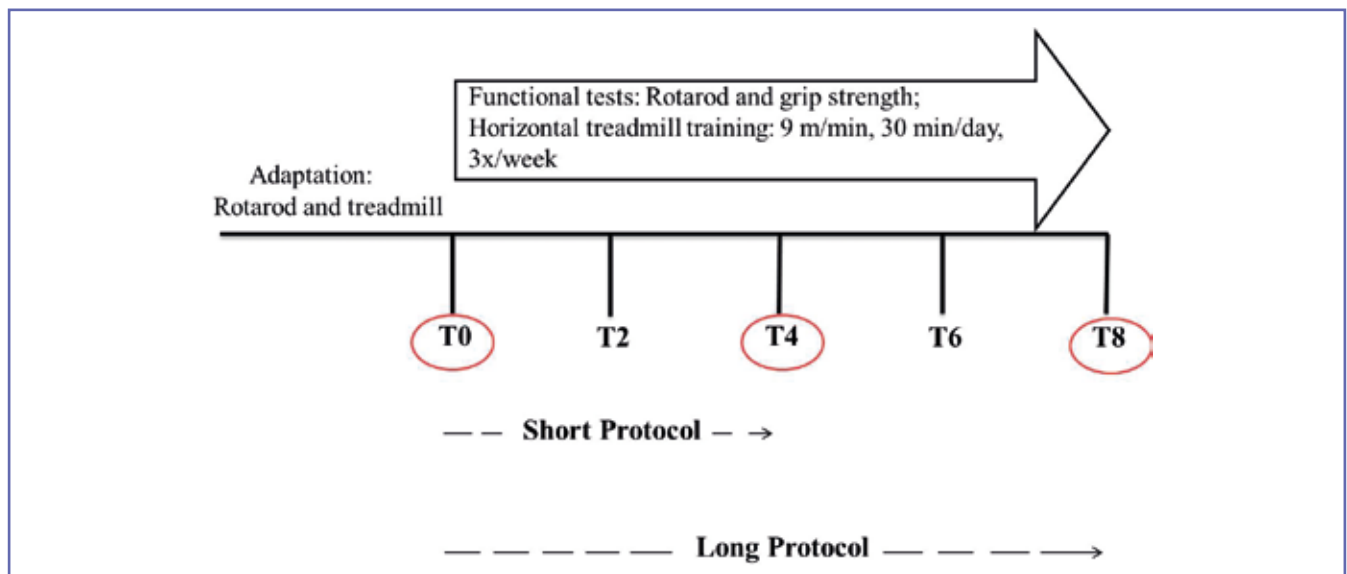 Functional tests: Rotarod and grip strength;
Horizontal treadmill training: 9 m/min, 30 min/day,
3x/week
Adaptation:
Rotarod and treadmill
T0 T2 T4 T6 T8
Short Protocol
Long Protocol